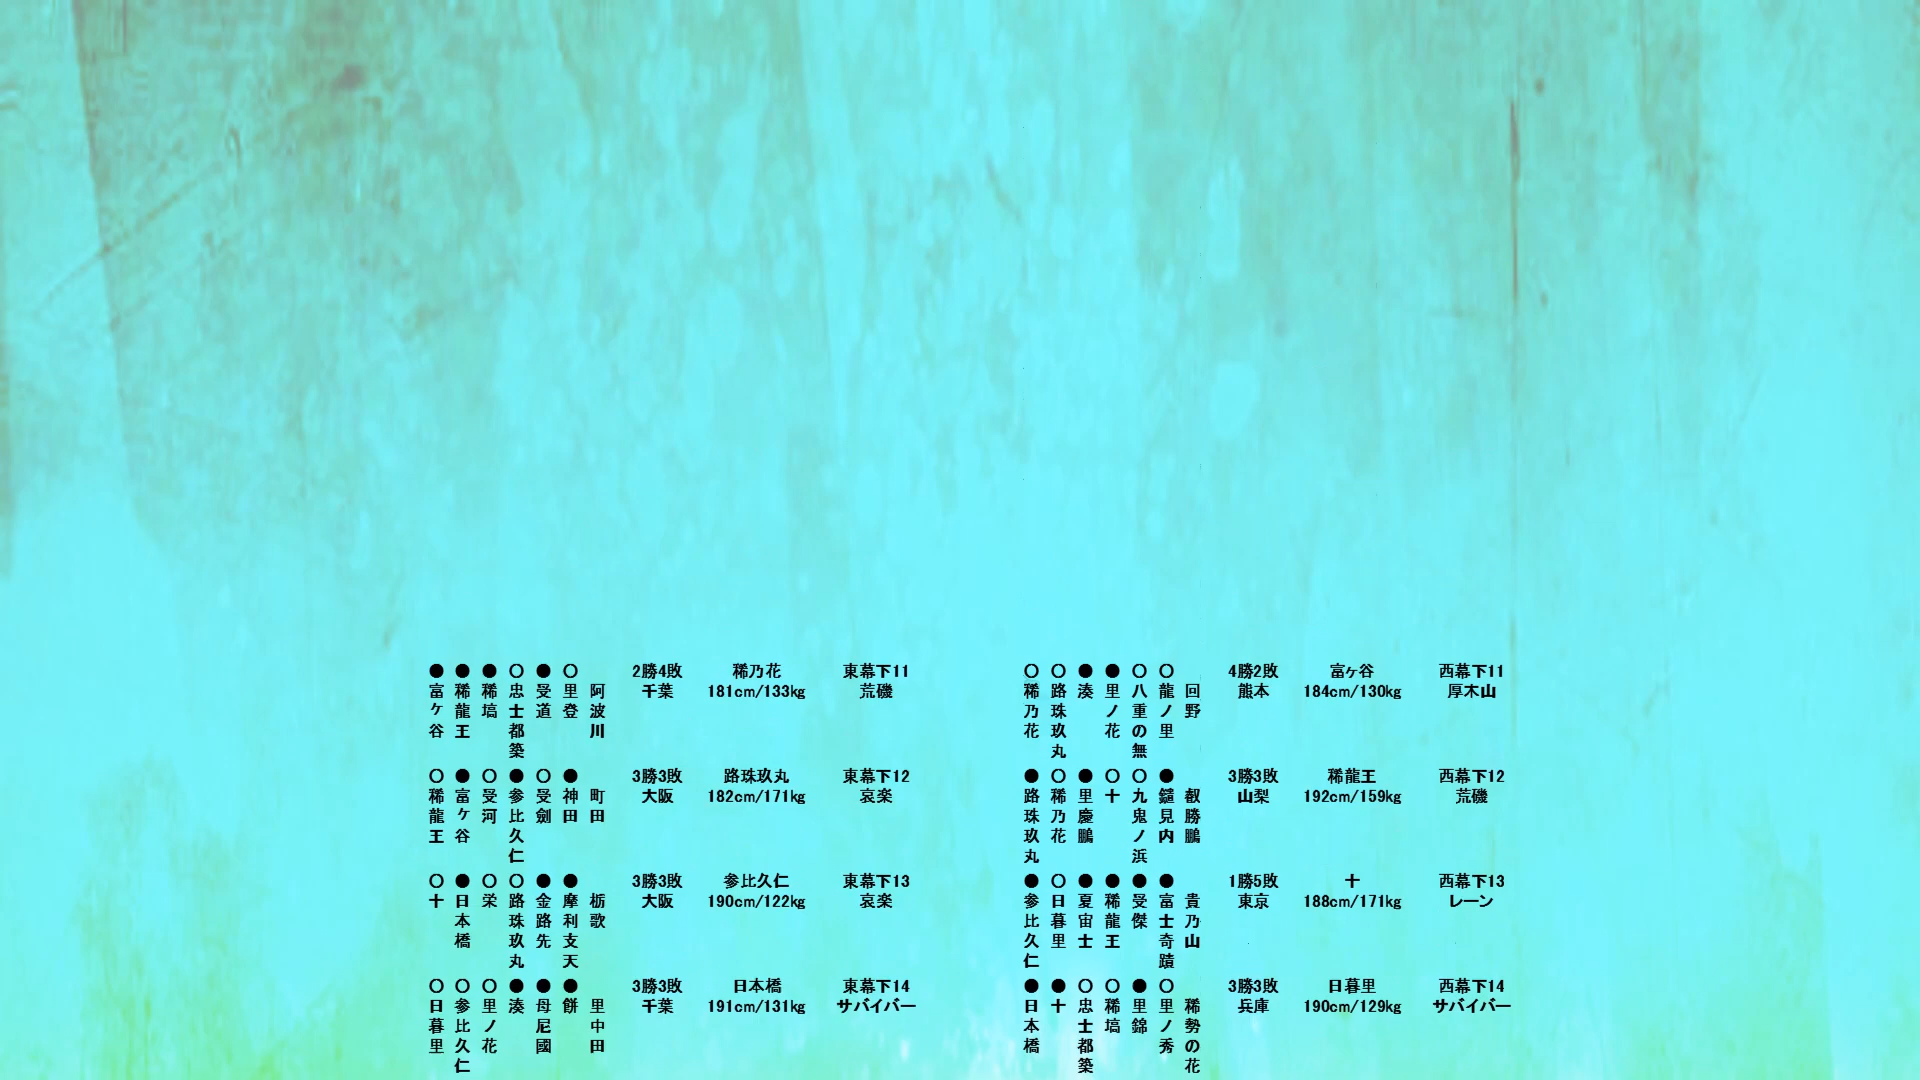 ●●●〇●〇 2勝4敗 稀乃花 東幕下11
富ヶ谷 稀龍王 稀塙 忠士都築 受道 里登 阿波川 千葉 181cm/133kg 荒磯
〇〇●●〇〇 4勝2敗 富ヶ谷 西幕下11
稀乃花 路珠玖丸 湊 里ノ花 八重の無 龍ノ里 回野 熊本 184cm/130kg 厚木山
〇●〇●〇● 3勝3敗 路珠玖丸 東幕下12
稀龍王 富ヶ谷 受河 参比久仁 受劍 神田 町田 大阪 182cm/171kg 哀楽
●〇●〇〇● 3勝3敗 稀龍王 西幕下12
路珠玖丸 稀乃花 里慶鵬 十 九鬼ノ浜 見内 叡勝鵬 山梨 192cm/159kg 荒磯
〇●〇〇●● 3勝3敗 参比久仁 東幕下13
十 日本橋 栄 路珠玖丸 金路先 摩利支天 栃歌 大阪 190cm/122kg 哀楽
●〇●●●● 1勝5敗 十 西幕下13
参比久仁 日暮里 夏宙士 稀龍王 受傑 富士奇蹟 貴乃山 東京 188cm/171kg レーン
〇〇〇●●● 3勝3敗 日本橋 東幕下14
日暮里 参比久仁 里ノ花 湊 母尼國 餅 里中田 千葉 191cm/131kg サバイバー
●●〇〇●〇 3勝3敗 日暮里 西幕下14
日本橋 十 忠士都築 稀塙 里錦 里ノ秀 稀勢の花 兵庫 190cm/129kg サバイバー